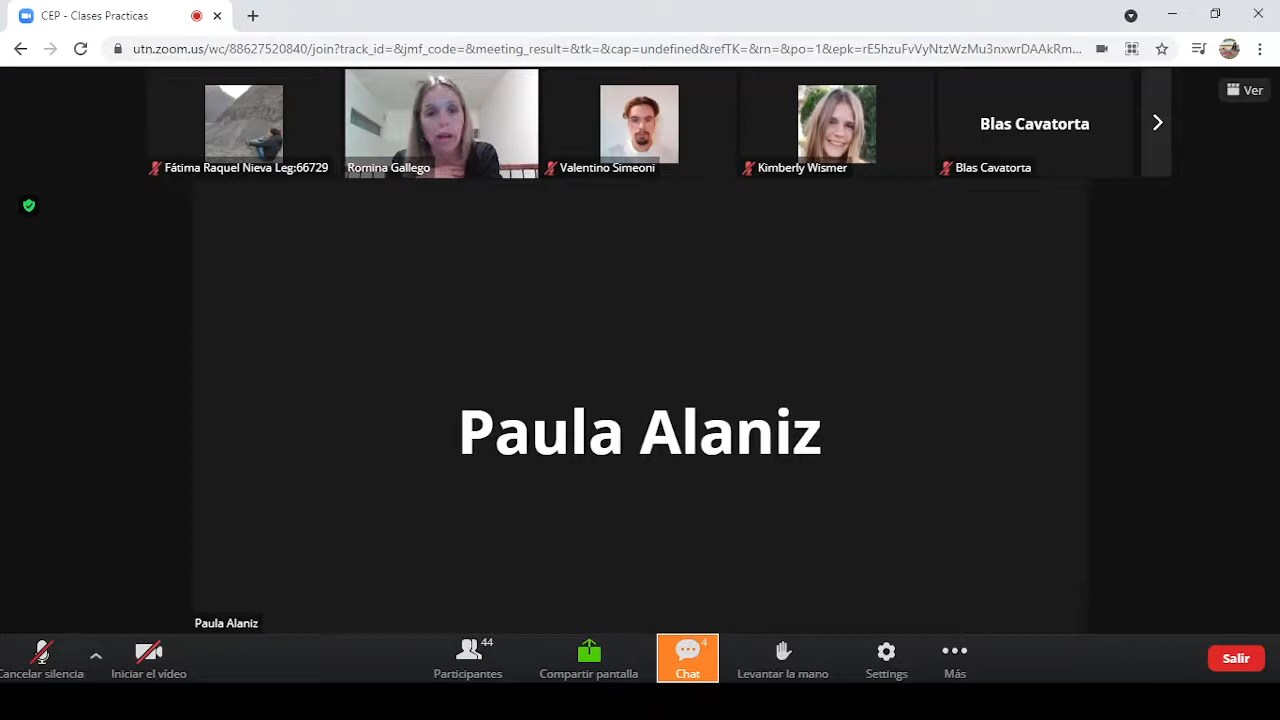 CEP - Clases Practicas
utn.zoom.us/wc/88627520840/join?track_id=&jmf_code=&meeting_result=&tk=&cap=undefined&refTK=&rn=&po=1&epk=rE5hzuFvVyNtzWzMu3nxwrDAAkRm...
Ver
Blas Cavatorta
Fátima Raquel Nieva Leg:66729
Romina Gallego
Valentino Simeoni
Kimberly Wismer
Blas Cavatorta
Paula Alaniz
Paula Alaniz
44
4
Cancelar silencia
Iniciar el vídeo
Participantes
Compartir pantalla
Chat
Levantar la mano
Settings
Más
Salir